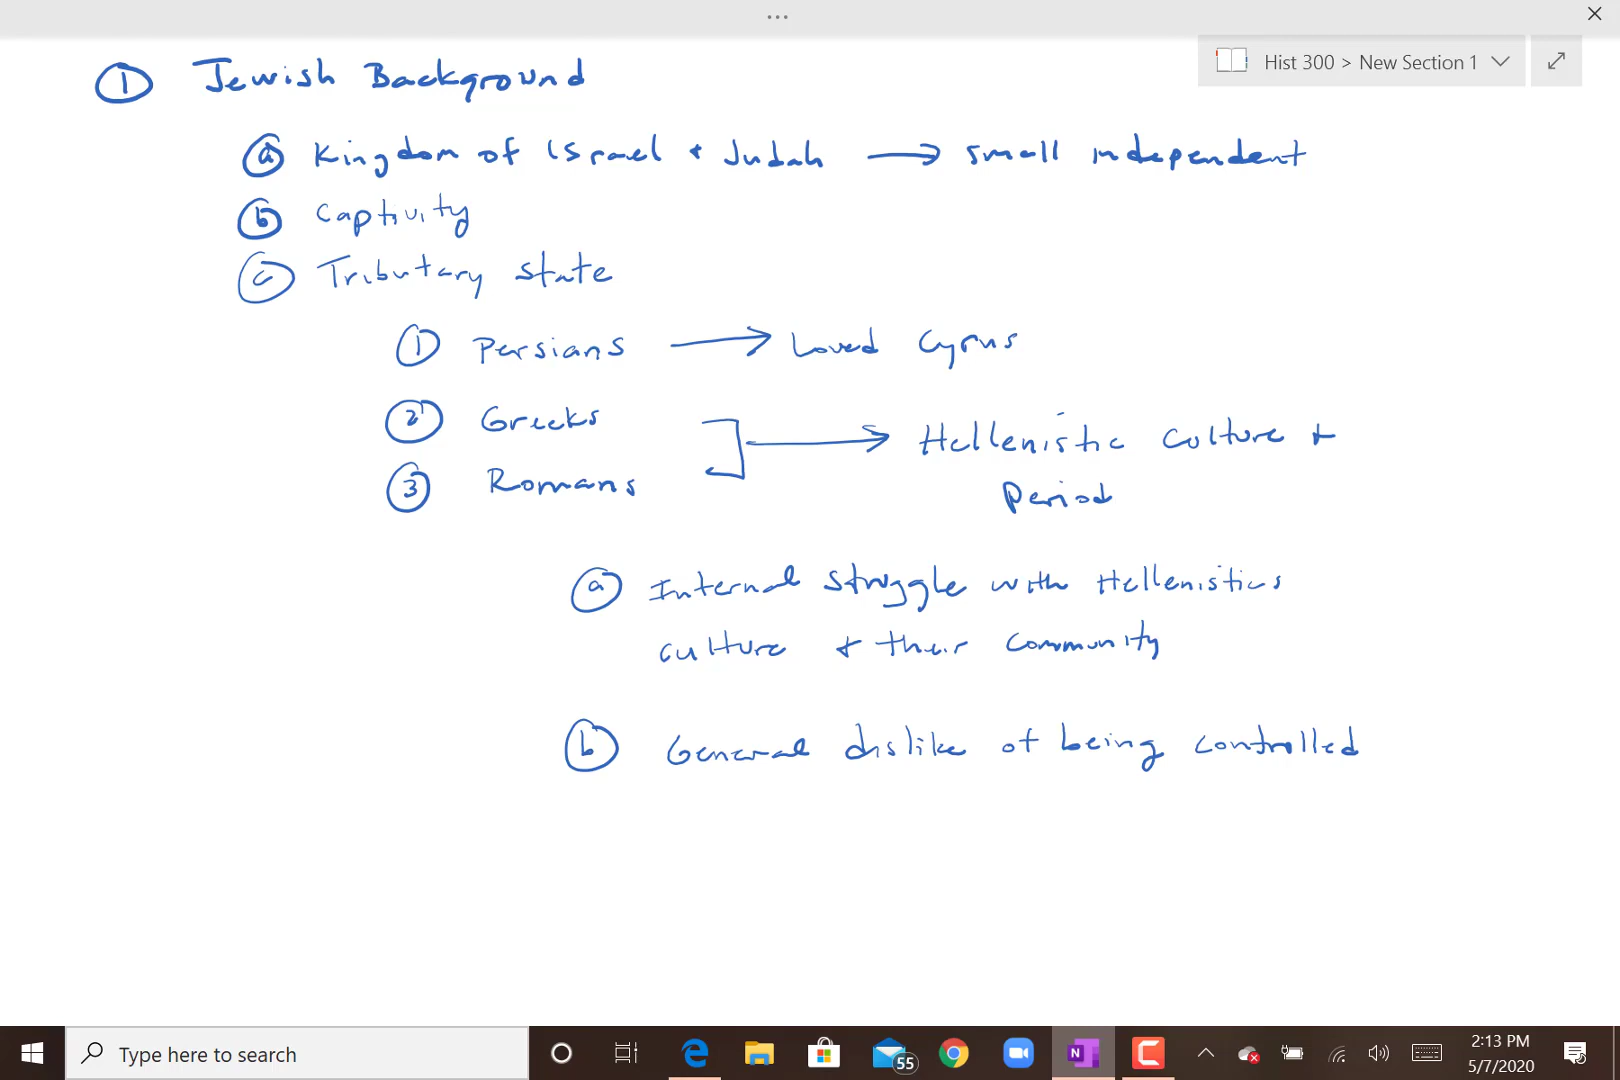 Hist 300 > New Section 1
① Jewish Background
ⓐ Kingdom of Israel + Judah → small independent
ⓑ Captivity
ⓒ Tributary state
① Persians → Loved Cyrus
② Greeks
③ Romans
→ Hellenistic Culture +
Period
ⓐ Internal struggle with Hellenistics
culture + their community
ⓑ General dislike of being controlled
Type here to search
55
N
2:13 PM
5/7/2020